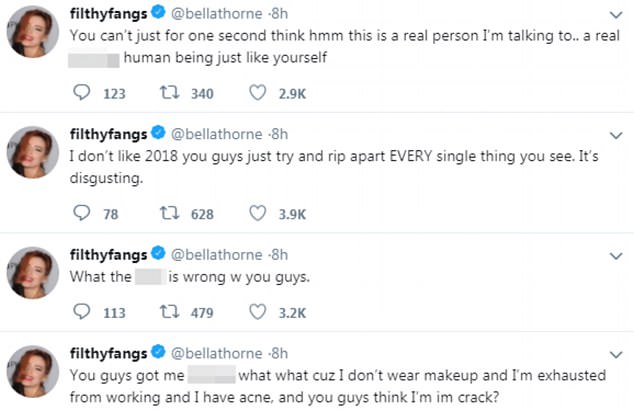 filthyfangs @bellathorne ·8h
You can't just for one second think hmm this is a real person I'm talking to.. a real
human being just like yourself
123 340 2.9K
filthyfangs @bellathorne ·8h
I don't like 2018 you guys just try and rip apart EVERY single thing you see. It's
disgusting.
78 628 3.9K
filthyfangs @bellathorne ·8h
What the is wrong w you guys.
113 479 3.2K
filthyfangs @bellathorne ·8h
You guys got me what what cuz I don't wear makeup and I'm exhausted
from working and I have acne, and you guys think I'm im crack?